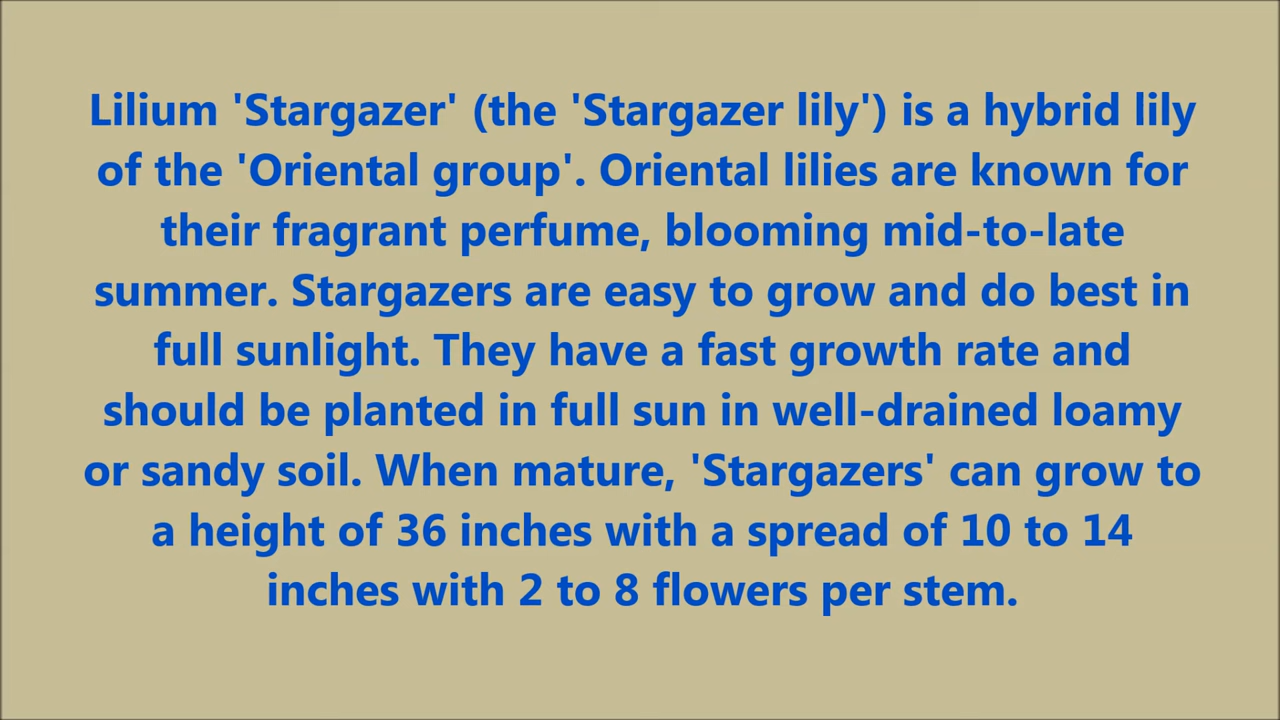 Lilium 'Stargazer' (the 'Stargazer lily') is a hybrid lily
of the 'Oriental group'. Oriental lilies are known for
their fragrant perfume, blooming mid-to-late
summer. Stargazers are easy to grow and do best in
full sunlight. They have a fast growth rate and
should be planted in full sun in well-drained loamy
or sandy soil. When mature, 'Stargazers' can grow to
a height of 36 inches with a spread of 10 to 14
inches with 2 to 8 flowers per stem.